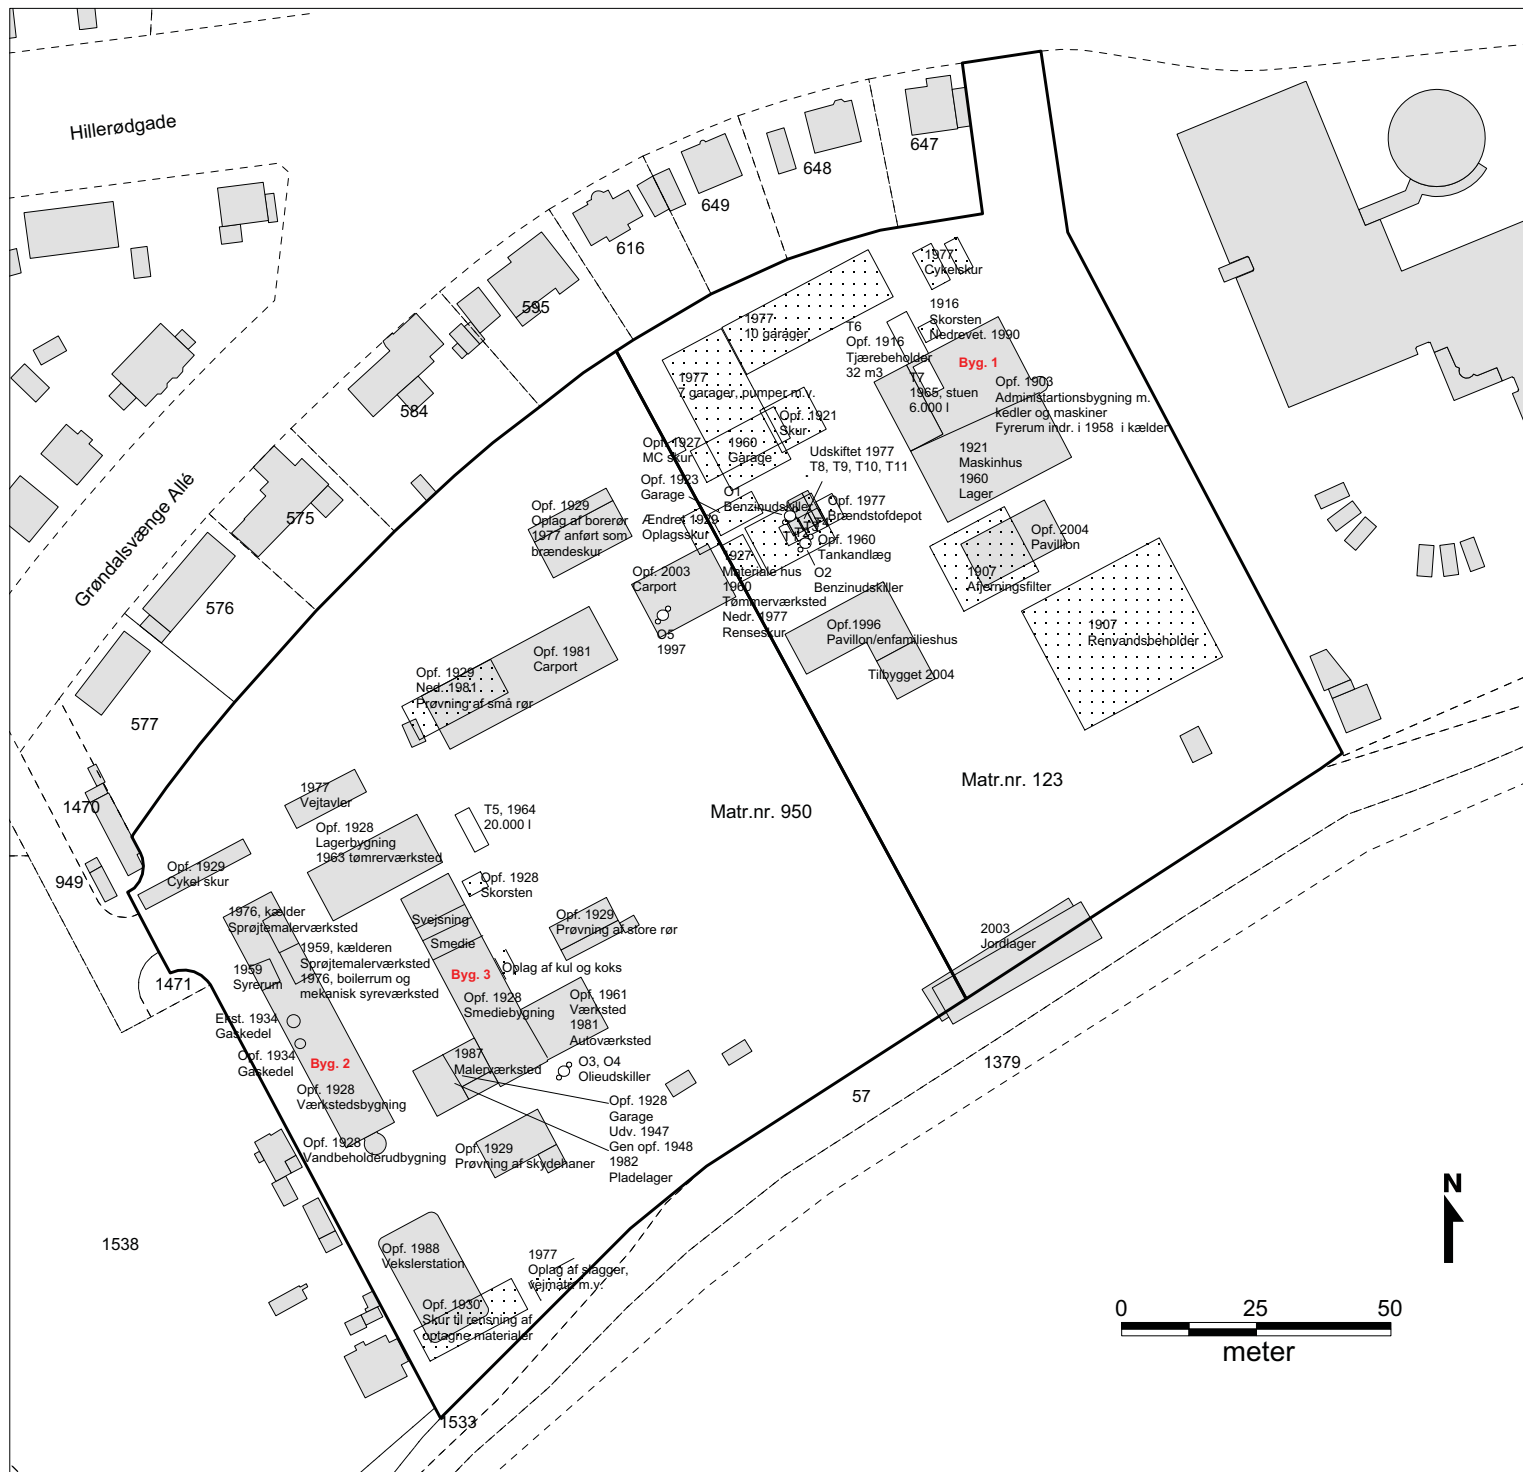 Hillerødgade
647
648
649
616
595
584
575
576
577
Grøndalsvænge Allé
1470
949
1471
1538
1533
57
1379
1977
Cykelskur
1916
Skorsten
Nedrevet. 1990
Byg. 1
1977
10 garager
T6
Opf. 1916
Tjærebeholder
32 m3
T7
1965, stuen
6.000 l
Opf. 1903
Administartionsbygning m.
kedler og maskiner
Fyrerum indr. i 1958 i kælder
1977
7 garager, pumper m.v.
Opf. 1921
Skur
1960
Garage
Opf. 1927
MC skur
Udskiftet 1977
T8, T9, T10, T11
1921
Maskinhus
1960
Lager
Opf. 1923
Garage
O1
Benzinudskiller
Opf. 1977
Brændstofdepot
Ændret 1929
Oplagsskur
Opf. 1960
Tankandlæg
Opf. 2004
Pavillion
Opf. 1929
Oplag af borerør
1977 anført som
brændeskur
1927
Materiale hus
1960
Tømmerværksted
Nedr. 1977
Renseskur
O2
Benzinudskiller
1907
Afjerningsfilter
Opf. 2003
Carport
O5
1997
Opf.1996
Pavillon/enfamilieshus
Tilbygget 2004
1907
Renvandsbeholder
Opf. 1981
Carport
Opf. 1929
Ned. 1981
Prøvning af små rør
Matr.nr. 123
Matr.nr. 950
1977
Vejtavler
T5, 1964
20.000 l
Opf. 1928
Lagerbygning
1963 tømrerværksted
Opf. 1929
Cykel skur
Opf. 1928
Skorsten
1976, kælder
Sprøjtemalerværksted
Svejsning
Smedie
Opf. 1929
Prøvning af store rør
2003
Jordlager
1959, kælderen
Sprøjtemalerværksted
1976, boilerrum og
mekanisk syreværksted
1959
Syrerum
Byg. 3
Oplag af kul og koks
Opf. 1928
Smediebygning
Opf. 1961
Værksted
1981
Autoværksted
Ekst. 1934
Gaskedel
Opf. 1934
Gaskedel
Byg. 2
1987
Malerværksted
O3, O4
Olieudskiller
Opf. 1928
Værkstedsbygning
Opf. 1928
Garage
Udv. 1947
Gen opf. 1948
1982
Pladelager
Opf. 1928
Vandbeholderudbygning
Opf. 1929
Prøvning af skydehaner
Opf. 1988
Vekslerstation
1977
Oplag af slagger,
vejmatr. m.v.
Opf. 1930
Skur til rensning af
optagne materialer
N
0 25 50
meter